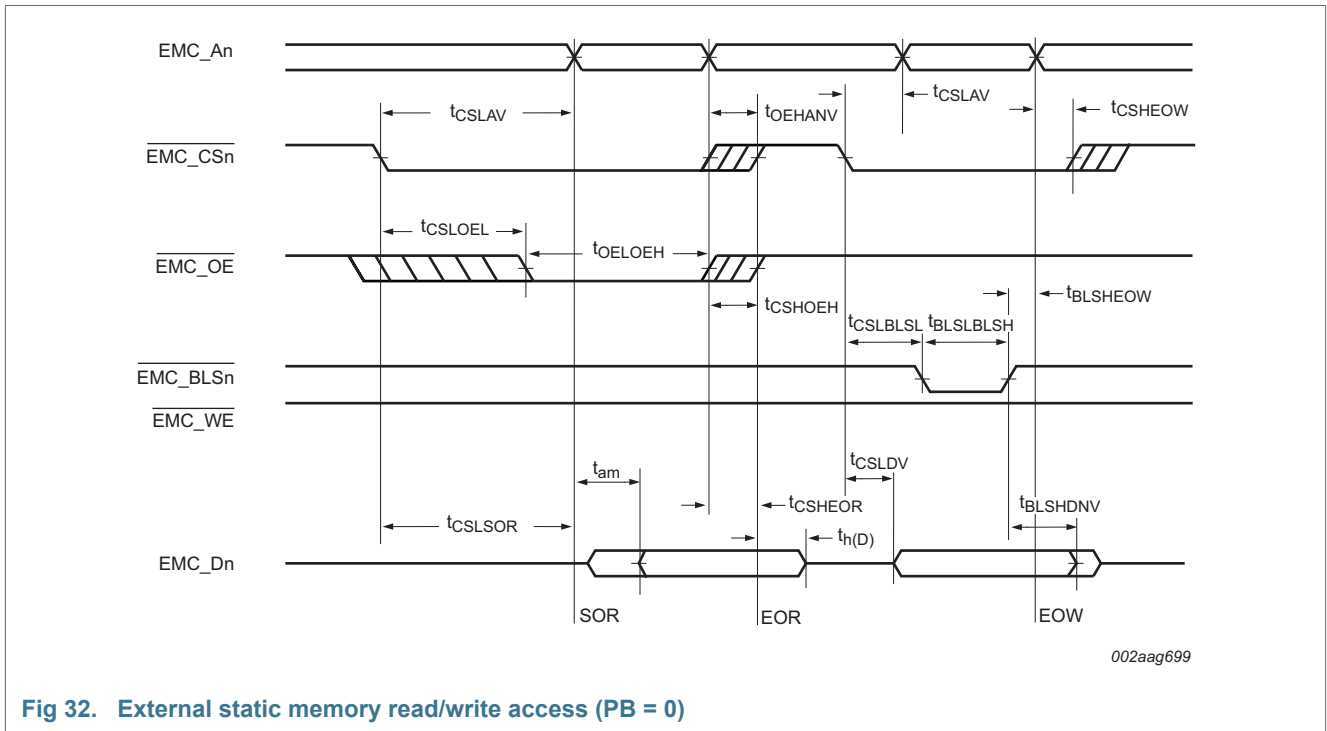 EMC_An
tCSLAV
tOEHANV
tCSLAV
tCSHEOW
EMC_CSn
tCSLOEL
tOELOEH
EMC_OE
tCSHOEH
tBLSHEOW
tCSLBLSL
tBLSLBLSH
EMC_BLSn
EMC_WE
tam
tCSLDV
tCSLSOR
tCSHEOR
tBLSHDNV
th(D)
EMC_Dn
SOR
EOR
EOW
002aag699
Fig 32. External static memory read/write access (PB = 0)